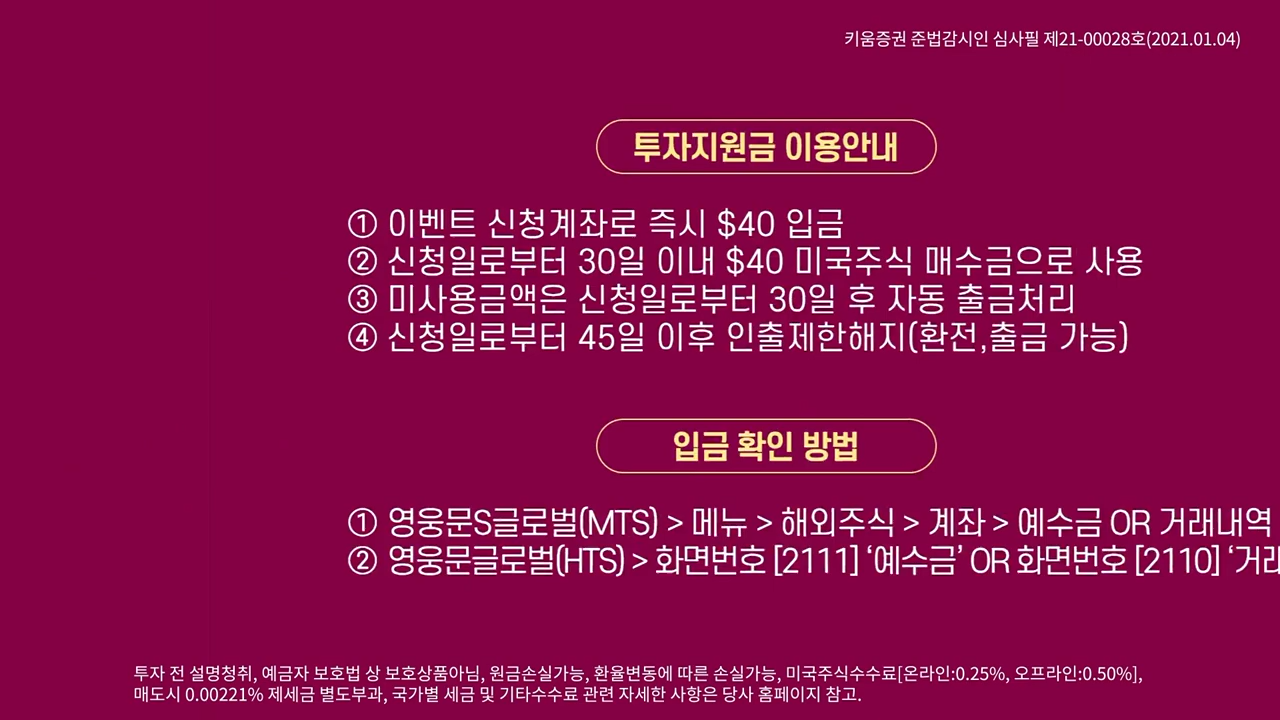 키움증권 준법감시인 심사필 제21-00028호(2021.01.04)
투자지원금 이용안내
① 이벤트 신청계좌로 즉시 $40 입금
② 신청일로부터 30일 이내 $40 미국주식 매수금으로 사용
③ 미사용금액은 신청일로부터 30일 후 자동 출금처리
④ 신청일로부터 45일 이후 인출제한해지(환전,출금 가능)
입금 확인 방법
① 영웅문S글로벌(MTS) > 메뉴 > 해외주식 > 계좌 > 예수금 OR 거래내역
② 영웅문글로벌(HTS) > 화면번호 [2111] ‘예수금’ OR 화면번호 [2110] ‘거래
투자 전 설명청취, 예금자 보호법 상 보호상품아님, 원금손실가능, 환율변동에 따른 손실가능, 미국주식수수료[온라인:0.25%, 오프라인:0.50%],
매도시 0.00221% 제세금 별도부과, 국가별 세금 및 기타수수료 관련 자세한 사항은 당사 홈페이지 참고.